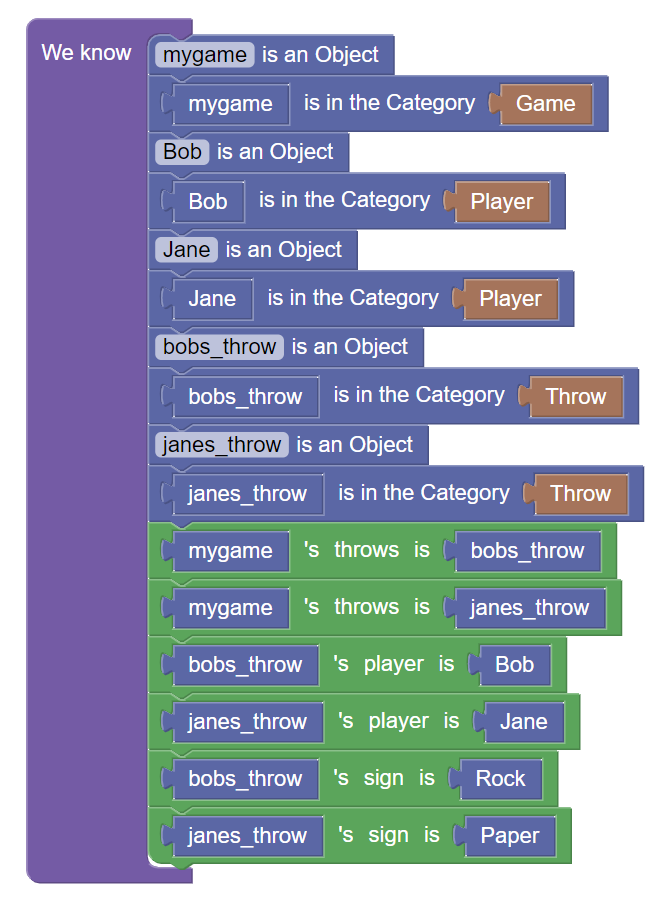 We know mygame is an Object
mygame is in the Category Game
Bob is an Object
Bob is in the Category Player
Jane is an Object
Jane is in the Category Player
bobs_throw is an Object
bobs_throw is in the Category Throw
janes_throw is an Object
janes_throw is in the Category Throw
mygame 's throws is bobs_throw
mygame 's throws is janes_throw
bobs_throw 's player is Bob
janes_throw 's player is Jane
bobs_throw 's sign is Rock
janes_throw 's sign is Paper